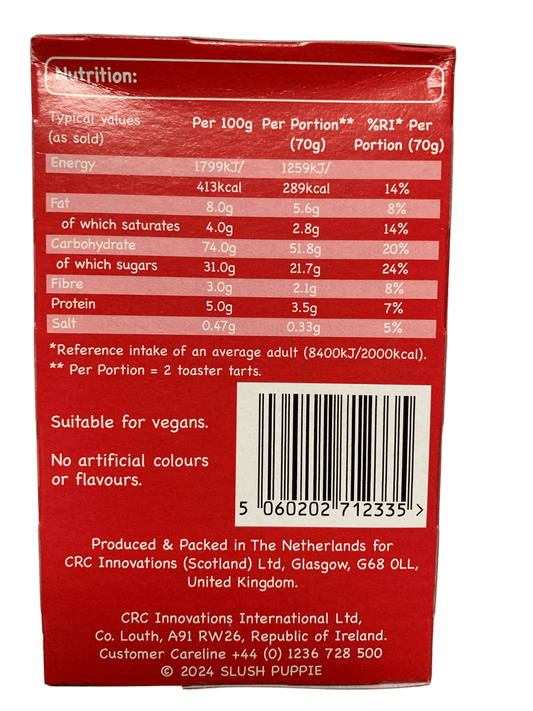 Nutrition:
Typical values (as sold) Per 100g Per Portion** (70g) %RI* Per Portion (70g)
Energy 1799kJ/ 1259kJ/
413kcal 289kcal 14%
Fat 8.0g 5.6g 8%
of which saturates 4.0g 2.8g 14%
Carbohydrate 74.0g 51.8g 20%
of which sugars 31.0g 21.7g 24%
Fibre 3.0g 2.1g 8%
Protein 5.0g 3.5g 7%
Salt 0.47g 0.33g 5%
*Reference intake of an average adult (8400kJ/2000kcal).
** Per Portion = 2 toaster tarts.
Suitable for vegans.
No artificial colours
or flavours.
5 060202 712335 >
Produced & Packed in The Netherlands for
CRC Innovations (Scotland) Ltd, Glasgow, G68 0LL,
United Kingdom.
CRC Innovations International Ltd,
Co. Louth, A91 RW26, Republic of Ireland.
Customer Careline +44 (0) 1236 728 500
© 2024 SLUSH PUPPIE